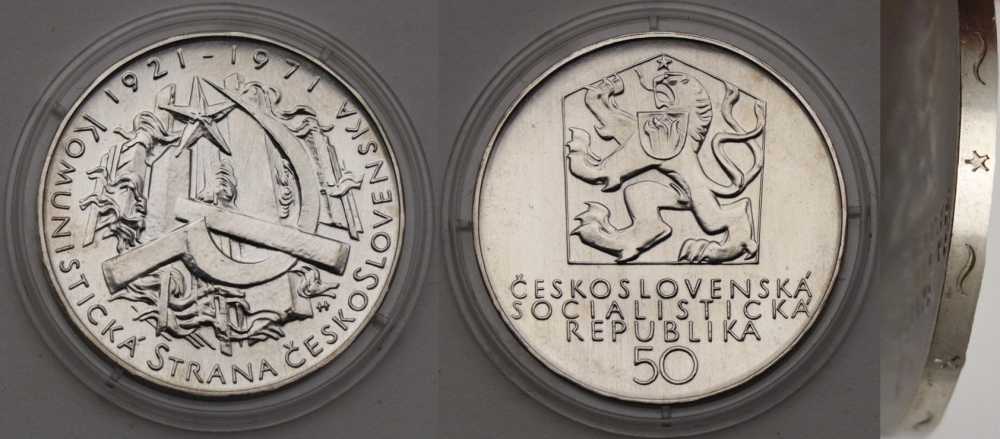 1921 - 1971
KOMUNISTICKÁ STRANA ČESKOSLOVENSKA
ČESKOSLOVENSKÁ
SOCIALISTICKÁ
REPUBLIKA
50